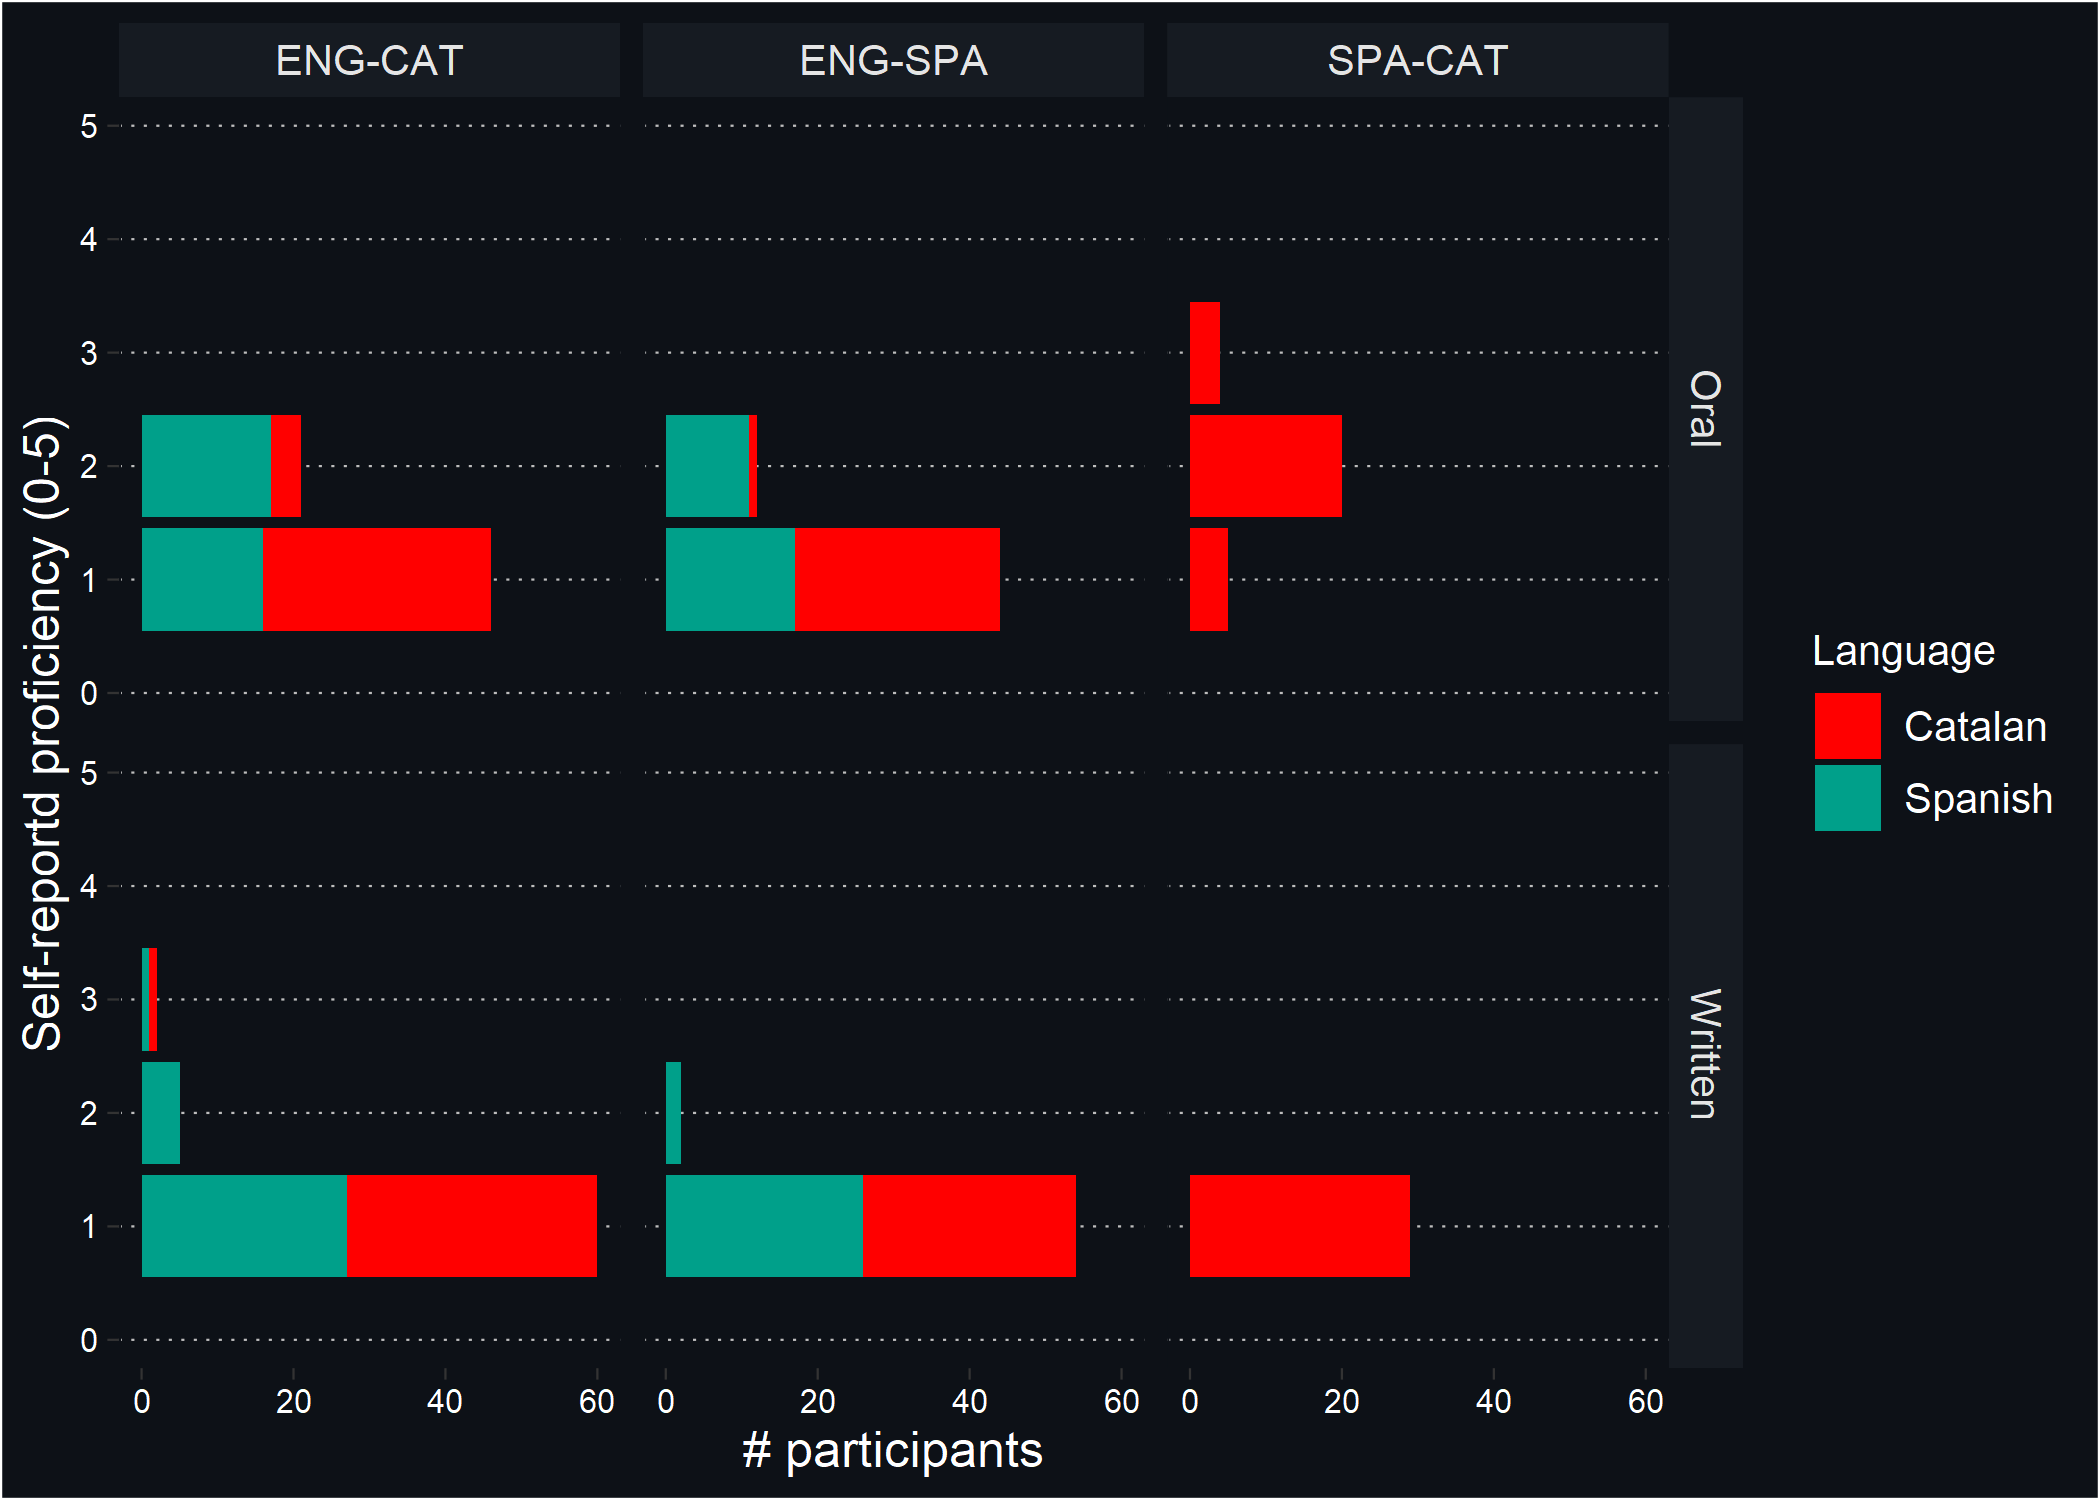 ENG-CAT
ENG-SPA
SPA-CAT
Self-reportd proficiency (0-5)
5
4
3
2
1
0
Oral
5
4
3
2
1
0
Written
0 20 40 60
0 20 40 60
0 20 40 60
# participants
Language
Catalan
Spanish